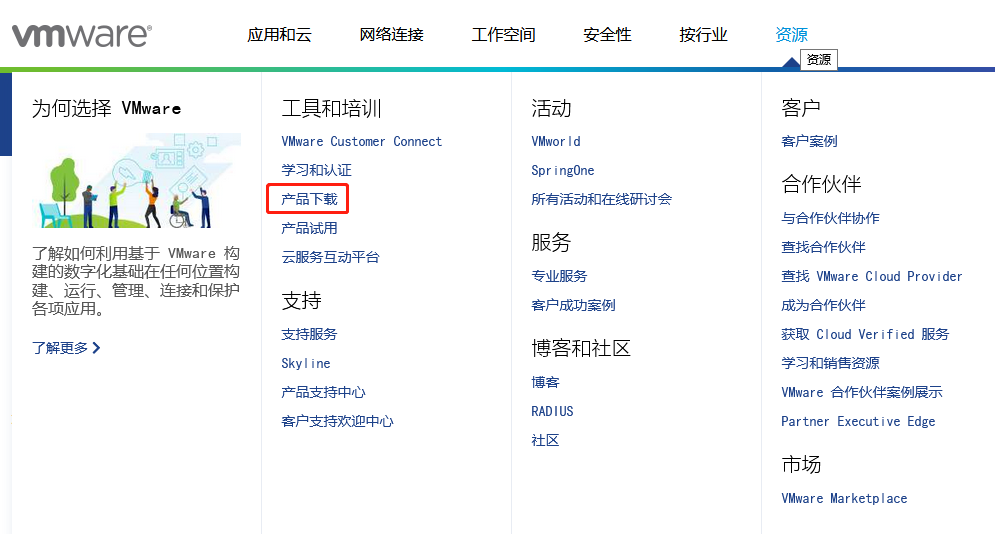 vmware®
应用和云 网络连接 工作空间 安全性 按行业 资源
资源
为何选择 VMware
了解如何利用基于 VMware 构
建的数字化基础在任何位置构
建、运行、管理、连接和保护
各项应用。
了解更多
工具和培训
VMware Customer Connect
学习和认证
产品下载
产品试用
云服务互动平台
支持
支持服务
Skyline
产品支持中心
客户支持欢迎中心
活动
VMworld
SpringOne
所有活动和在线研讨会
服务
专业服务
客户成功案例
博客和社区
博客
RADIUS
社区
客户
客户案例
合作伙伴
与合作伙伴协作
查找合作伙伴
查找 VMware Cloud Provider
成为合作伙伴
获取 Cloud Verified 服务
学习和销售资源
VMware 合作伙伴案例展示
Partner Executive Edge
市场
VMware Marketplace